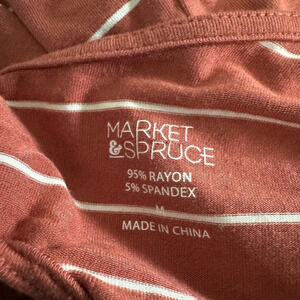 MARKET
&SPRUCE
95% RAYON
5% SPANDEX
M
MADE IN CHINA